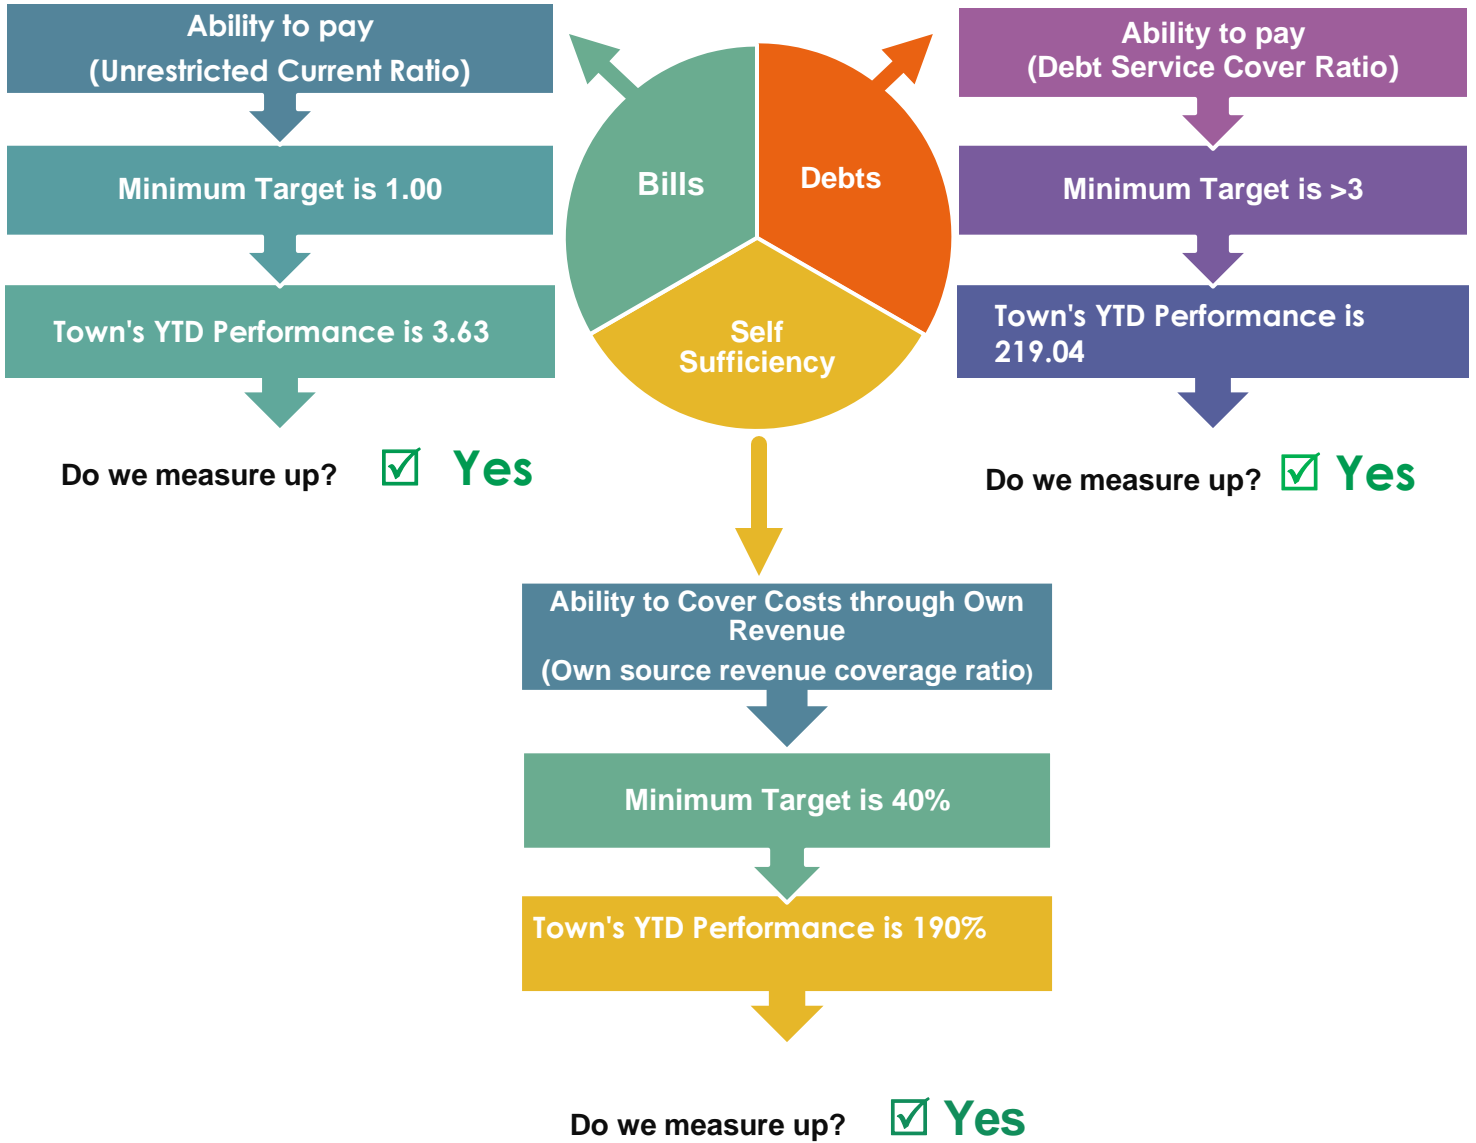 Ability to pay
(Unrestricted Current Ratio)
Minimum Target is 1.00
Town's YTD Performance is 3.63
Do we measure up? ☑ Yes
Bills
Debts
Self
Sufficiency
Ability to pay
(Debt Service Cover Ratio)
Minimum Target is >3
Town's YTD Performance is
219.04
Do we measure up? ☑ Yes
Ability to Cover Costs through Own
Revenue
(Own source revenue coverage ratio)
Minimum Target is 40%
Town's YTD Performance is 190%
Do we measure up? ☑ Yes